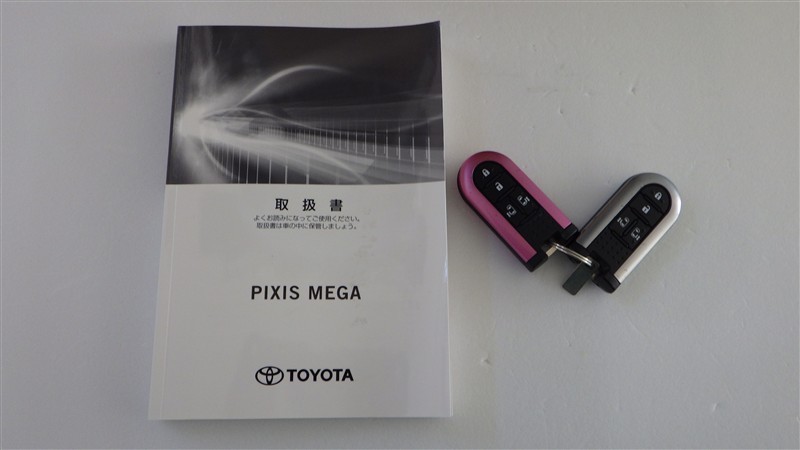 取扱書
よくお読みになってご使用ください。
取扱書は車の中に保管しましょう。
PIXIS MEGA
TOYOTA